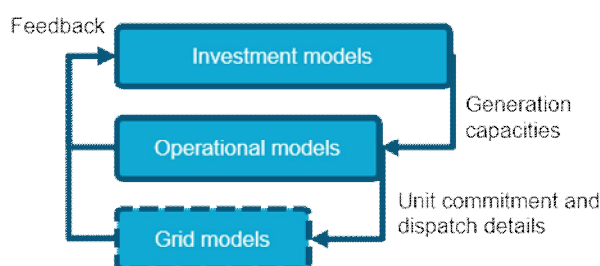 Feedback
Investment models
Generation
capacities
Operational models
Unit commitment and
dispatch details
Grid models